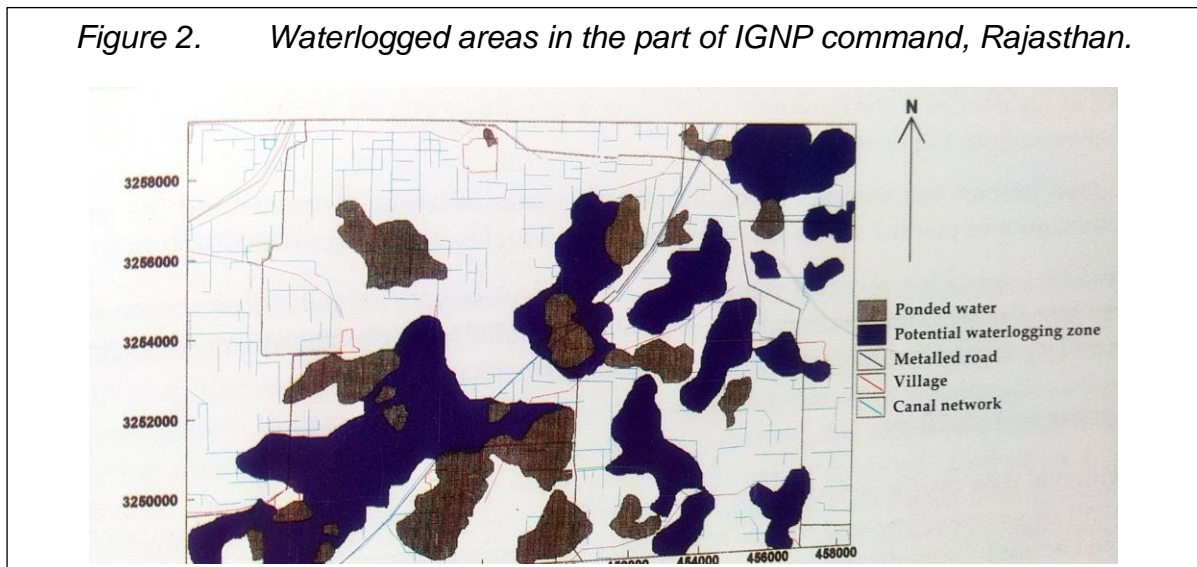 Figure 2. Waterlogged areas in the part of IGNP command, Rajasthan.
N
3258000
3256000
3254000
3252000
3250000
Ponded water
Potential waterlogging zone
Metalled road
Village
Canal network
454000 456000 458000